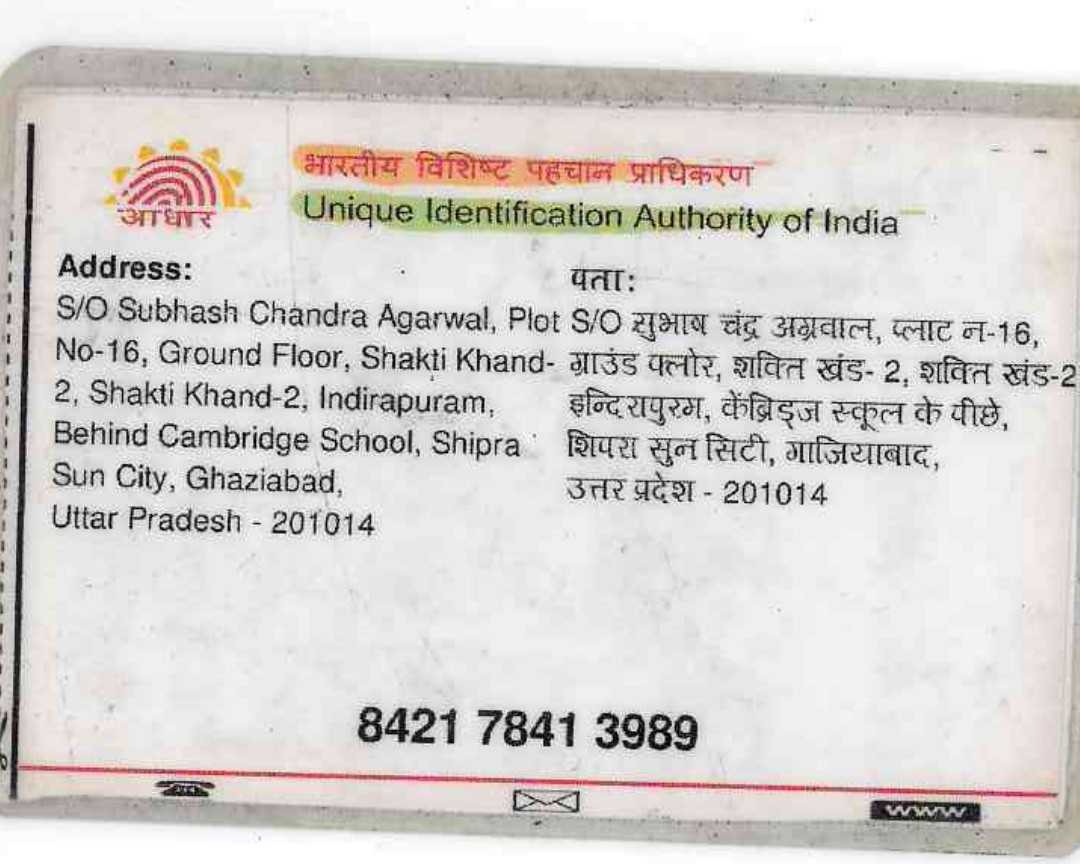 भारतीय विशिष्ट पहचान प्राधिकरण
आधार
Unique Identification Authority of India
Address:
S/O Subhash Chandra Agarwal, Plot
No-16, Ground Floor, Shakti Khand-
2, Shakti Khand-2, Indirapuram,
Behind Cambridge School, Shipra
Sun City, Ghaziabad,
Uttar Pradesh - 201014
पता:
S/O सुभाष चंद्र अग्रवाल, प्लाट न-16,
ग्राउंड फ्लोर, शक्ति खंड- 2, शक्ति खंड-2
इन्दिरापुरम, केंब्रिड्ज स्कूल के पीछे,
शिपरा सुन सिटी, गाजियाबाद,
उत्तर प्रदेश - 201014
8421 7841 3989
www